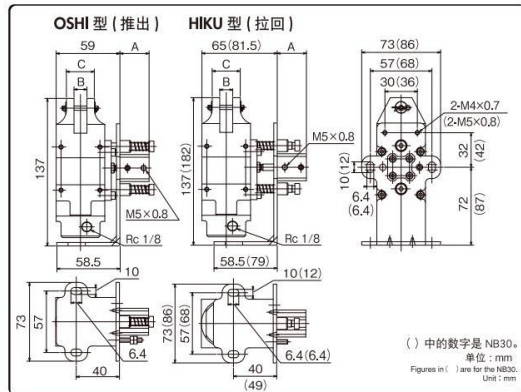 OSHI 型 (推出)
HIKU 型 (拉回)
59
A
C
B
137
M5×0.8
Rc 1/8
58.5
65(81.5)
A
C
B
137(182)
M5×0.8
Rc 1/8
58.5(79)
73(86)
57(68)
30(36)
2-M4×0.7
(2-M5×0.8)
10(12)
6.4
(6.4)
32
(42)
72
(87)
10
73
57
6.4
40
10(12)
73(86)
57(68)
6.4(6.4)
40
(49)
( ) 中的数字是 NB30。
单位 : mm
Figures in ( ) are for the NB30.
Unit : mm